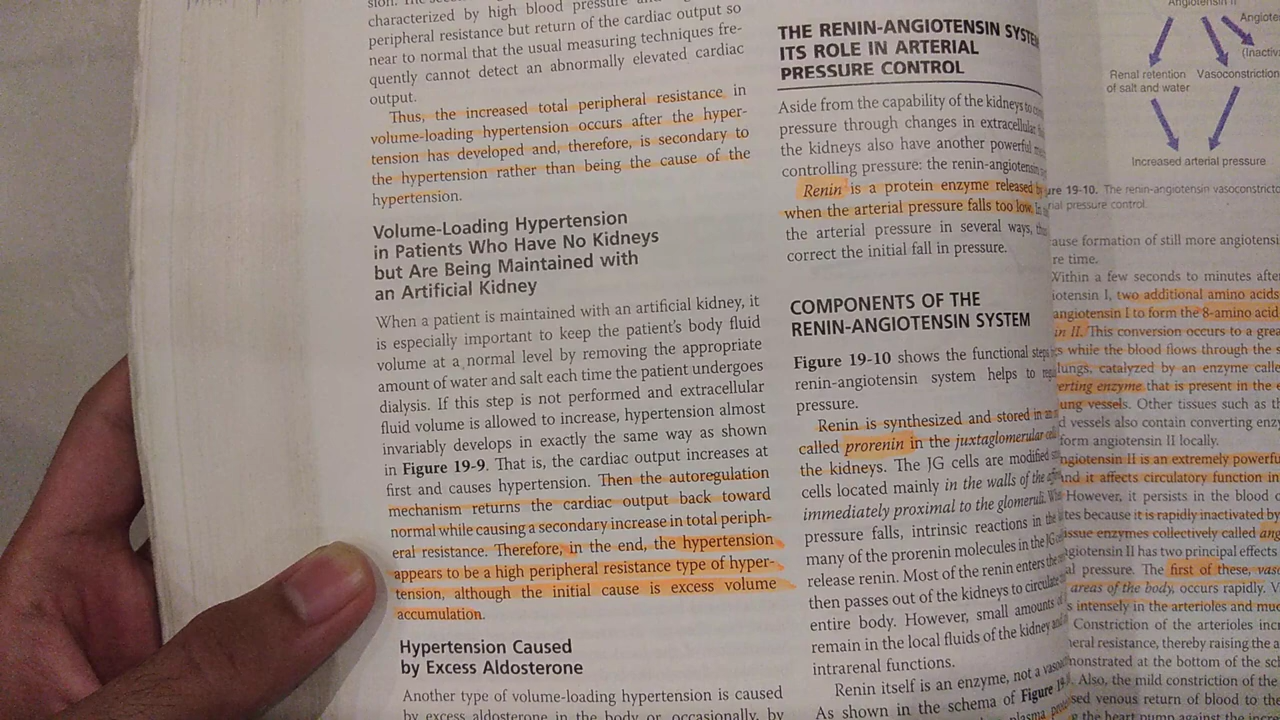 characterized by high blood pressure
peripheral resistance but return of the cardiac output so
near to normal that the usual measuring techniques fre-
quently cannot detect an abnormally elevated cardiac
output.
Thus, the increased total peripheral resistance in
volume-loading hypertension occurs after the hyper-
tension has developed and, therefore, is secondary to
the hypertension rather than being the cause of the
hypertension.
Volume-Loading Hypertension
in Patients Who Have No Kidneys
but Are Being Maintained with
an Artificial Kidney
When a patient is maintained with an artificial kidney, it
is especially important to keep the patient's body fluid
volume at a normal level by removing the appropriate
amount of water and salt each time the patient undergoes
dialysis. If this step is not performed and extracellular
fluid volume is allowed to increase, hypertension almost
invariably develops in exactly the same way as shown
in Figure 19-9. That is, the cardiac output increases at
first and causes hypertension. Then the autoregulation
mechanism returns the cardiac output back toward
normal while causing a secondary increase in total periph-
eral resistance. Therefore, in the end, the hypertension
appears to be a high peripheral resistance type of hyper-
tension, although the initial cause is excess volume
accumulation.
Hypertension Caused
by Excess Aldosterone
Another type of volume-loading hypertension is caused
by excess aldosterone in the body or, occasionally, by
THE RENIN-ANGIOTENSIN SYSTEM
ITS ROLE IN ARTERIAL
PRESSURE CONTROL
Aside from the capability of the kidneys to
pressure through changes in extracellular
the kidneys also have another powerful
controlling pressure: the renin-angiotensin
Renin is a protein enzyme released
when the arterial pressure falls too low. In
the arterial pressure in several ways,
correct the initial fall in pressure.
COMPONENTS OF THE
RENIN-ANGIOTENSIN SYSTEM
Figure 19-10 shows the functional steps
renin-angiotensin system helps to
pressure.
Renin is synthesized and stored in
called prorenin in the juxtaglomerular
the kidneys. The JG cells are modified
cells located mainly in the walls of the
immediately proximal to the glomeruli.
pressure falls, intrinsic reactions in the
many of the prorenin molecules in the JG
release renin. Most of the renin enters the
then passes out of the kidneys to circulate
entire body. However, small amounts
remain in the local fluids of the kidney
intrarenal functions.
Renin itself is an enzyme, not a
As shown in the schema of Figure
plasma
Angiotensin II
Renal retention
of salt and water
Vasoconstriction
Increased arterial pressure
19-10. The renin-angiotensin
pressure control.
formation of still more
time.
Within a few seconds to minutes
I, two additional amino acids
angiotensin I to form the 8-amino acid
II. This conversion occurs to a
while the blood flows through the
lungs, catalyzed by an enzyme
enzyme that is present in the
vessels. Other tissues such as
vessels also contain converting
form angiotensin II locally.
II is an extremely
and it affects circulatory function in
However, it persists in the blood
because it is rapidly inactivated by
tissue enzymes collectively called
II has two principal effects
pressure. The first of these,
areas of the body, occurs rapidly.
intensely in the arterioles and
Constriction of the arterioles
resistance, thereby raising the
at the bottom of the
Also, the mild constriction of the
venous return of blood to the
the heart pump against the